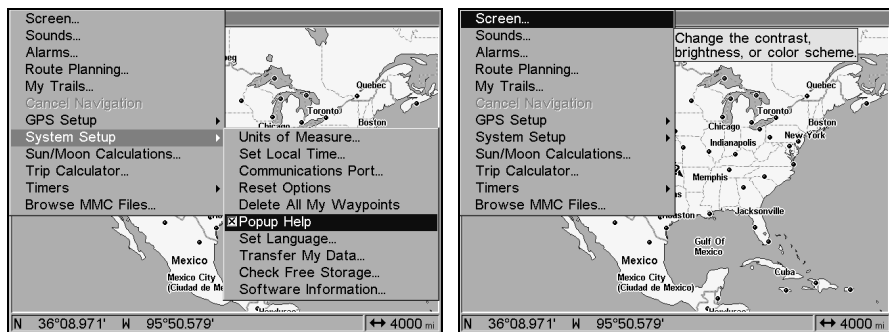 Screen...
Sounds...
Alarms...
Route Planning...
My Trails...
Cancel Navigation
GPS Setup
System Setup
Sun/Moon Calculations...
Trip Calculator...
Timers
Browse MMC Files...
Units of Measure...
Set Local Time...
Communications Port...
Reset Options
Delete All My Waypoints
Popup Help
Set Language...
Transfer My Data...
Check Free Storage...
Software Information...
Quebec
Toronto
Chicago
Boston
Mexico
Mexico City
(Ciudad de Me
Honduras
N 36°08.971' W 95°50.579' 4000 mi
Screen...
Sounds...
Alarms...
Route Planning...
My Trails...
Cancel Navigation
GPS Setup
System Setup
Sun/Moon Calculations...
Trip Calculator...
Timers
Browse MMC Files...
Change the contrast,
brightness, or color scheme.
Quebec
Toronto
Chicago
Boston
New York
Indianapolis
Memphis
Jacksonville
Gulf Of
Mexico
Mexico
Mexico City
(Ciudad de Mexico)
Cuba
Honduras
N 36°08.971' W 95°50.579' 4000 mi